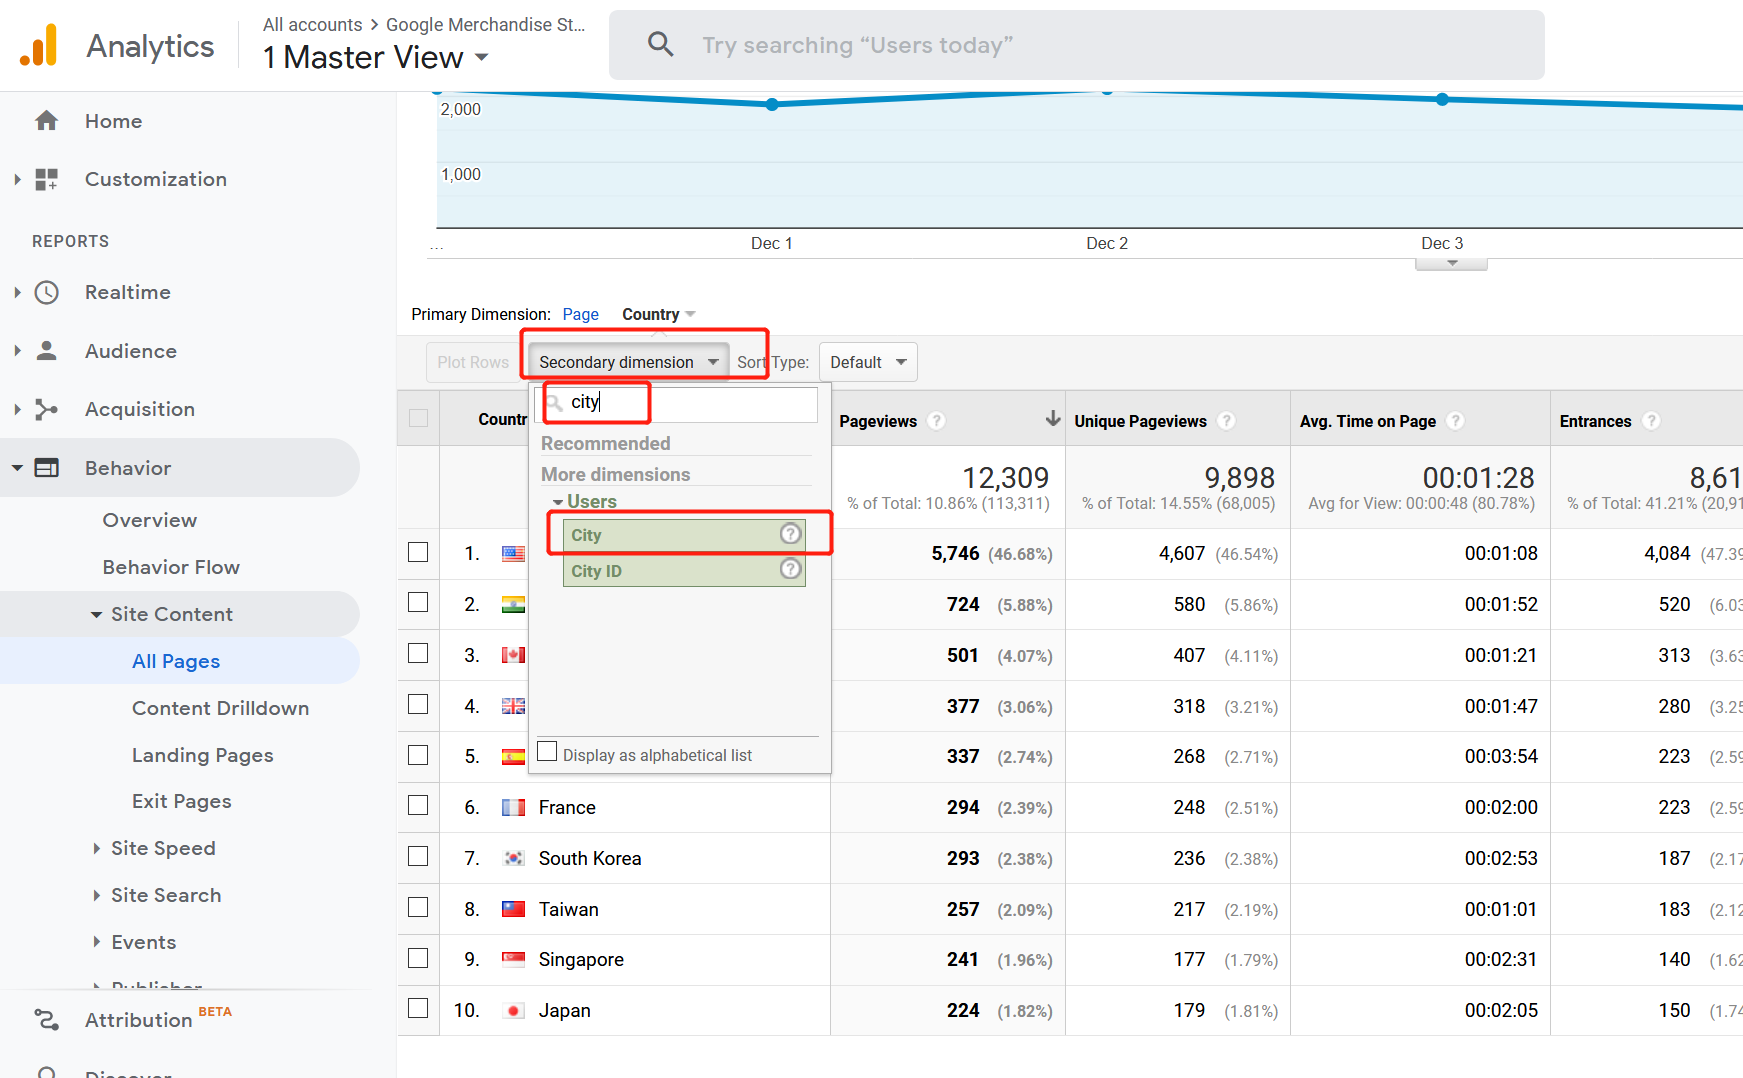 Analytics
All accounts > Google Merchandise St...
1 Master View
Try searching “Users today”
Home
Customization
REPORTS
Realtime
Audience
Acquisition
Behavior
Overview
Behavior Flow
Site Content
All Pages
Content Drilldown
Landing Pages
Exit Pages
Site Speed
Site Search
Events
Publisher
Attribution BETA
Discover
2,000
1,000
... Dec 1 Dec 2 Dec 3
Primary Dimension: Page Country
Plot Rows Secondary dimension Sort Type: Default
city
Recommended
More dimensions
Users
City
City ID
Display as alphabetical list
Countr Pageviews Unique Pageviews Avg. Time on Page Entrances
12,309 9,898 00:01:28 8,61
% of Total: 10.86% (113,311) % of Total: 14.55% (68,005) Avg for View: 00:00:48 (80.78%) % of Total: 41.21% (20,91
1. 5,746 (46.68%) 4,607 (46.54%) 00:01:08 4,084 (47.39
2. 724 (5.88%) 580 (5.86%) 00:01:52 520 (6.03
3. 501 (4.07%) 407 (4.11%) 00:01:21 313 (3.63
4. 377 (3.06%) 318 (3.21%) 00:01:47 280 (3.25
5. 337 (2.74%) 268 (2.71%) 00:03:54 223 (2.59
6. France 294 (2.39%) 248 (2.51%) 00:02:00 223 (2.59
7. South Korea 293 (2.38%) 236 (2.38%) 00:02:53 187 (2.17
8. Taiwan 257 (2.09%) 217 (2.19%) 00:01:01 183 (2.12
9. Singapore 241 (1.96%) 177 (1.79%) 00:02:31 140 (1.62
10. Japan 224 (1.82%) 179 (1.81%) 00:02:05 150 (1.74